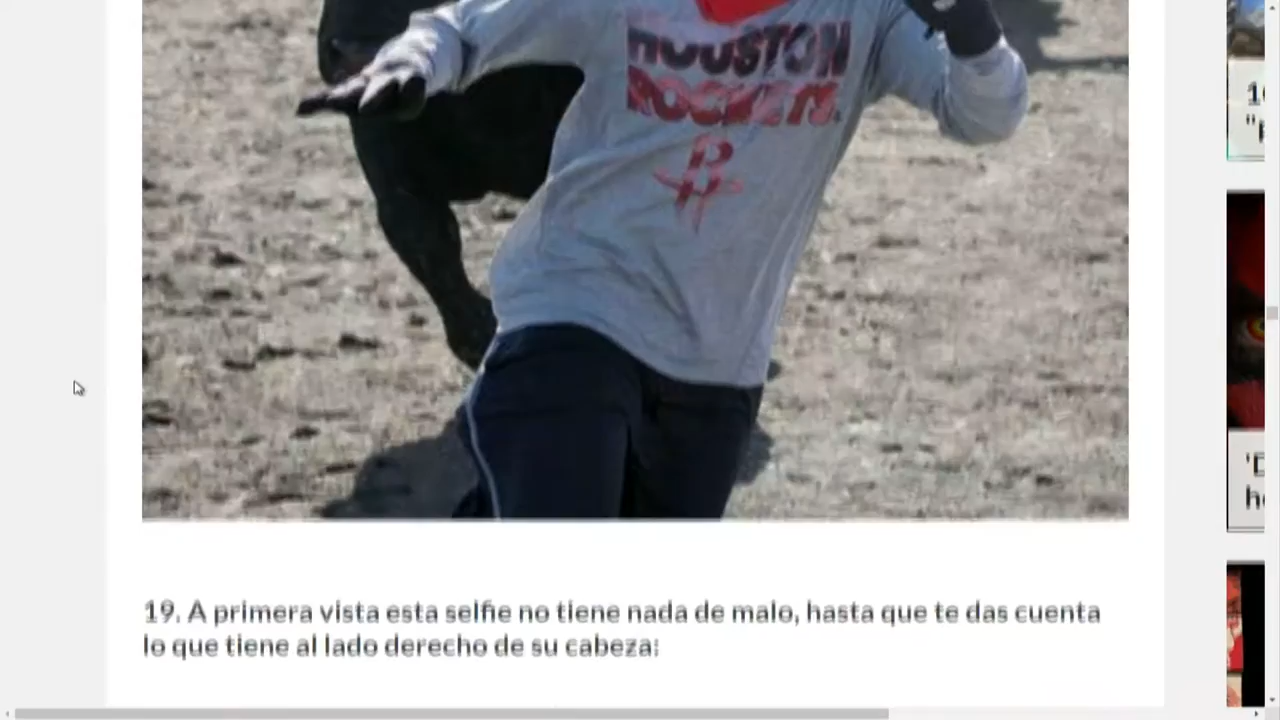 HOUSTON
ROCKETS
R
19. A primera vista esta selfie no tiene nada de malo, hasta que te das cuenta
lo que tiene al lado derecho de su cabeza: